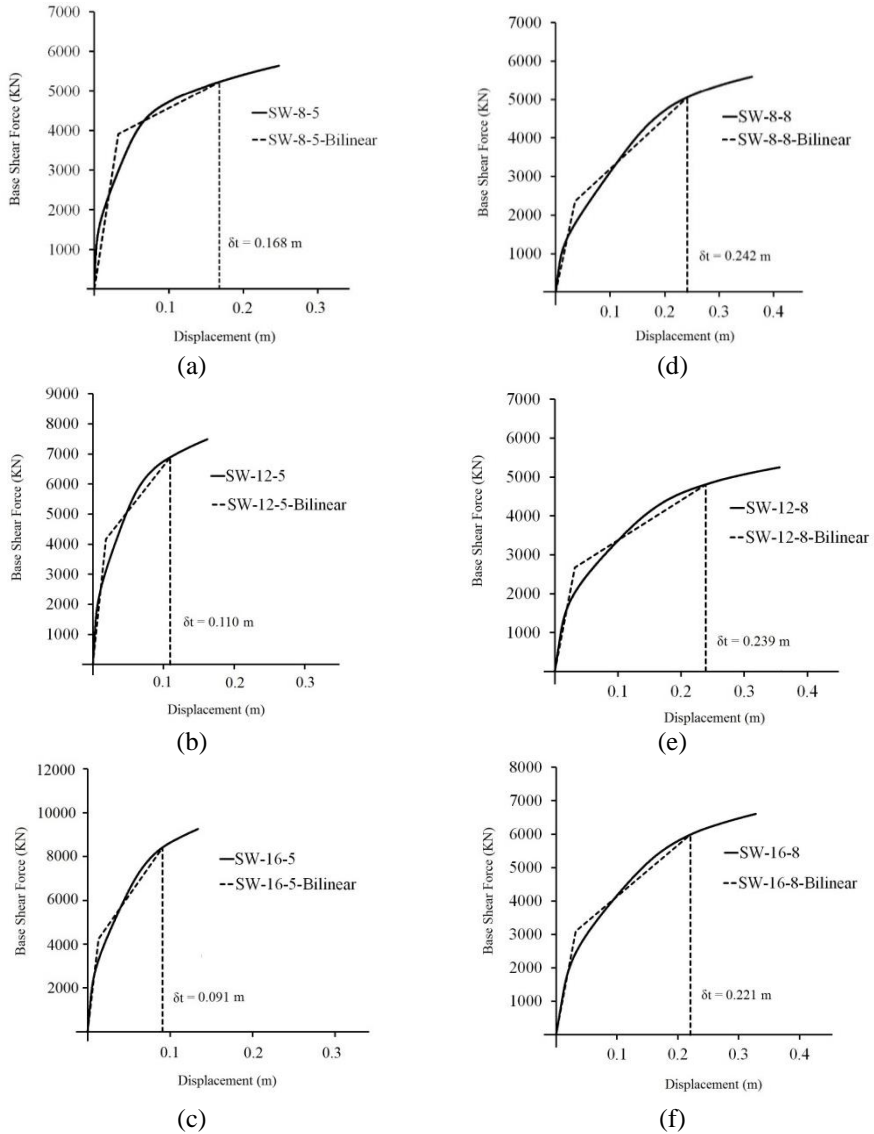 7000
6000
5000
4000
3000
2000
1000
Base Shear Force (KN)
SW-8-5
SW-8-5-Bilinear
δt = 0.168 m
0.1
0.2
0.3
Displacement (m)
(a)
7000
6000
5000
4000
3000
2000
1000
Base Shear Force (KN)
SW-8-8
SW-8-8-Bilinear
δt = 0.242 m
0.1
0.2
0.3
0.4
Displacement (m)
(d)
9000
8000
7000
6000
5000
4000
3000
2000
1000
Base Shear Force (KN)
SW-12-5
SW-12-5-Bilinear
δt = 0.110 m
0.1
0.2
0.3
Displacement (m)
(b)
7000
6000
5000
4000
3000
2000
1000
Base Shear Force (KN)
SW-12-8
SW-12-8-Bilinear
δt = 0.239 m
0.1
0.2
0.3
0.4
Displacement (m)
(e)
12000
10000
8000
6000
4000
2000
Base Shear Force (KN)
SW-16-5
SW-16-5-Bilinear
δt = 0.091 m
0.1
0.2
0.3
Displacement (m)
(c)
8000
7000
6000
5000
4000
3000
2000
1000
Base Shear Force (KN)
SW-16-8
SW-16-8-Bilinear
δt = 0.221 m
0.1
0.2
0.3
0.4
Displacement (m)
(f)